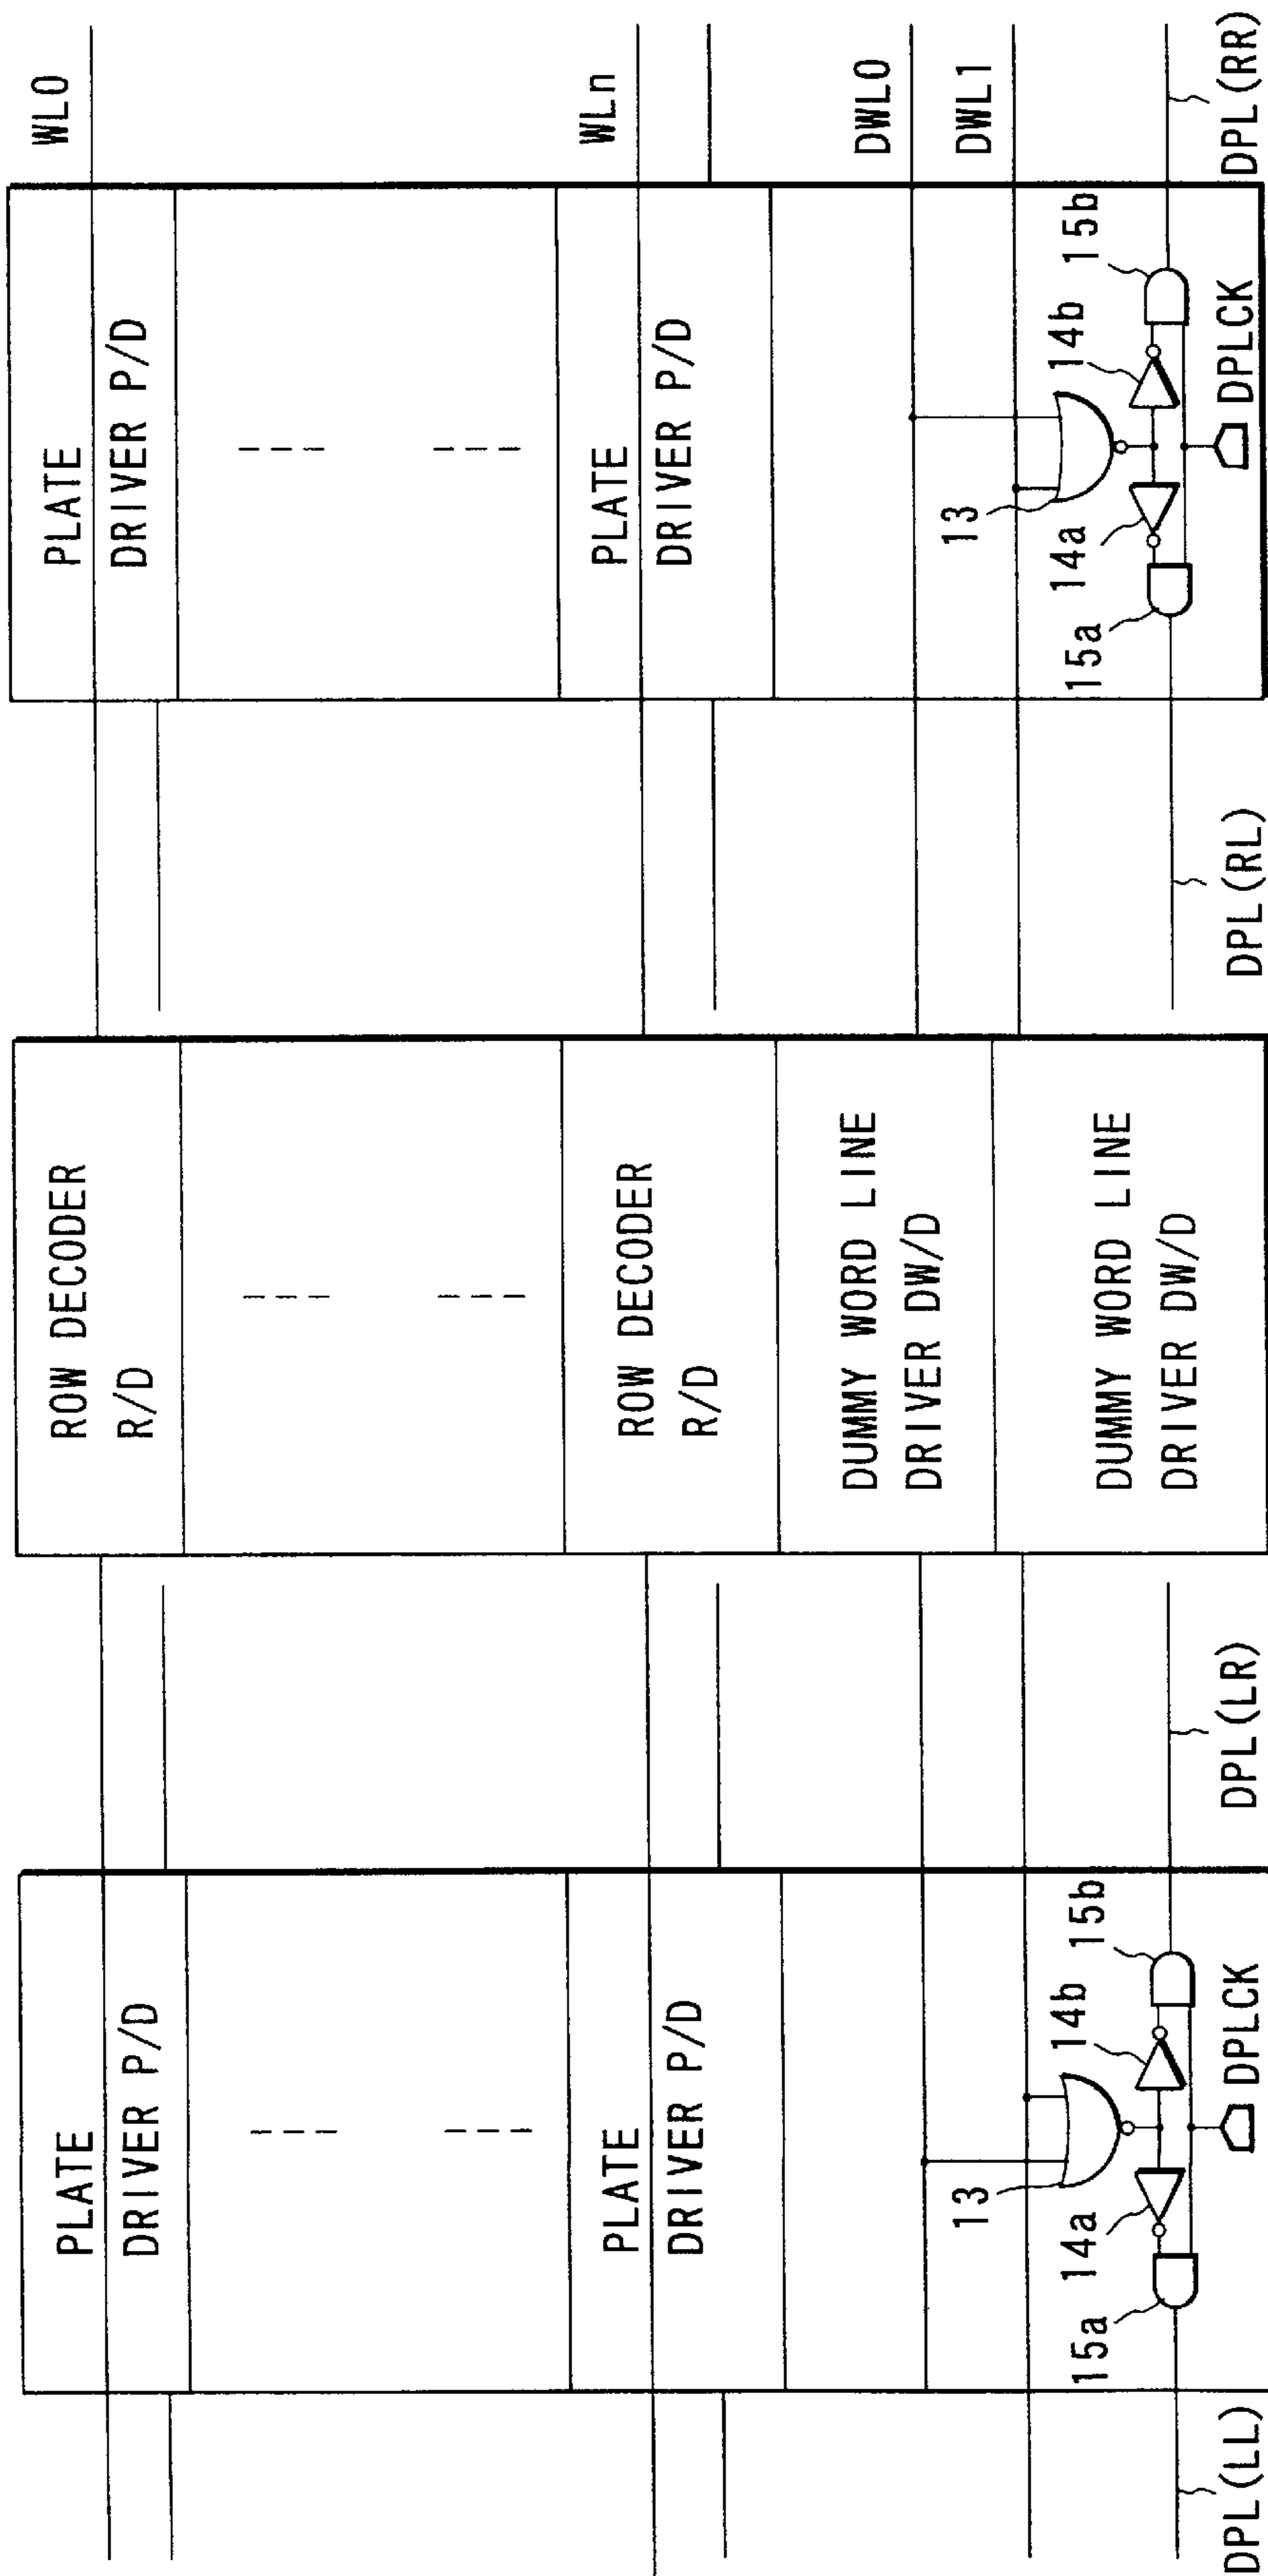 PLATE
DRIVER P/D
PLATE
DRIVER P/D
13
14a
14b
15a
15b
DPLCK
DPL(LL)
DPL(LR)
ROW DECODER
R/D
ROW DECODER
R/D
DUMMY WORD LINE
DRIVER DW/D
DUMMY WORD LINE
DRIVER DW/D
DPL(RL)
PLATE
DRIVER P/D
PLATE
DRIVER P/D
13
14a
14b
15a
15b
DPLCK
WL0
WLn
DWL0
DWL1
DPL(RR)